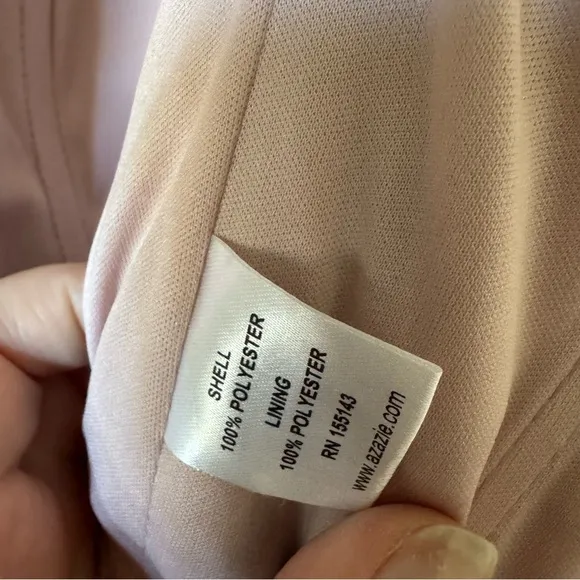 SHELL
100% POLYESTER
LINING
100% POLYESTER
RN 155143
www.azazie.com